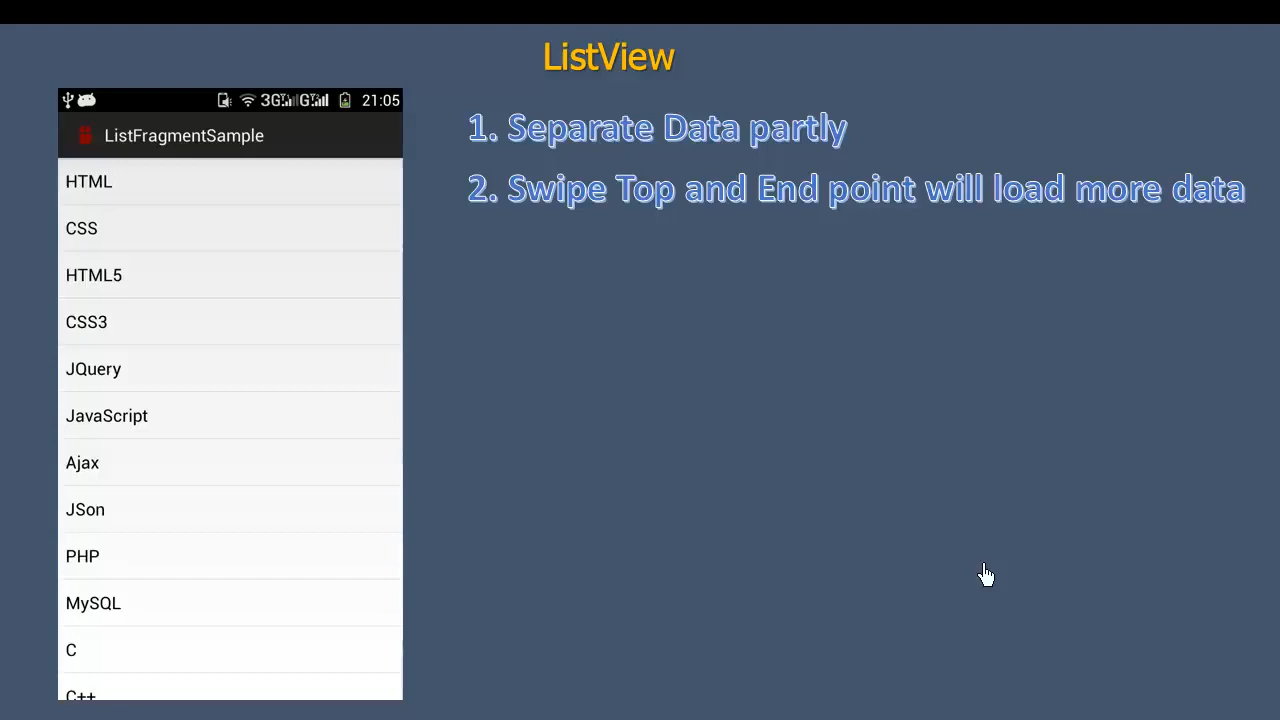 ListView
3G G 21:05
ListFragmentSample
HTML
CSS
HTML5
CSS3
JQuery
JavaScript
Ajax
JSon
PHP
MySQL
C
C++
1. Separate Data partly
2. Swipe Top and End point will load more data